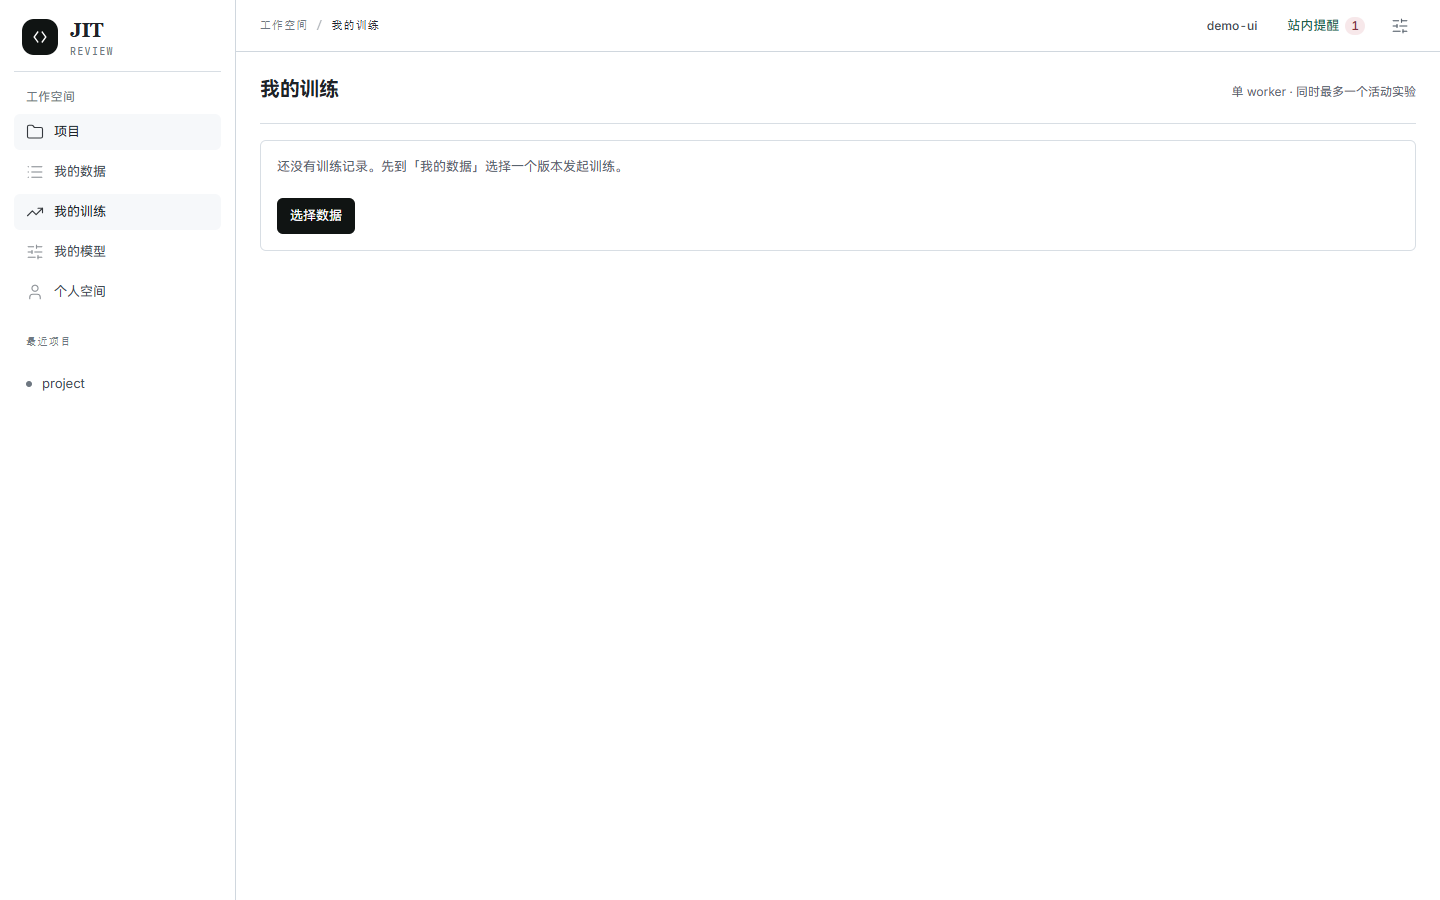 JIT
REVIEW
工作空间
项目
我的数据
我的训练
我的模型
个人空间
最近项目
project
工作空间 / 我的训练
demo-ui
站内提醒 1
我的训练
单 worker · 同时最多一个活动实验
还没有训练记录。先到「我的数据」选择一个版本发起训练。
选择数据